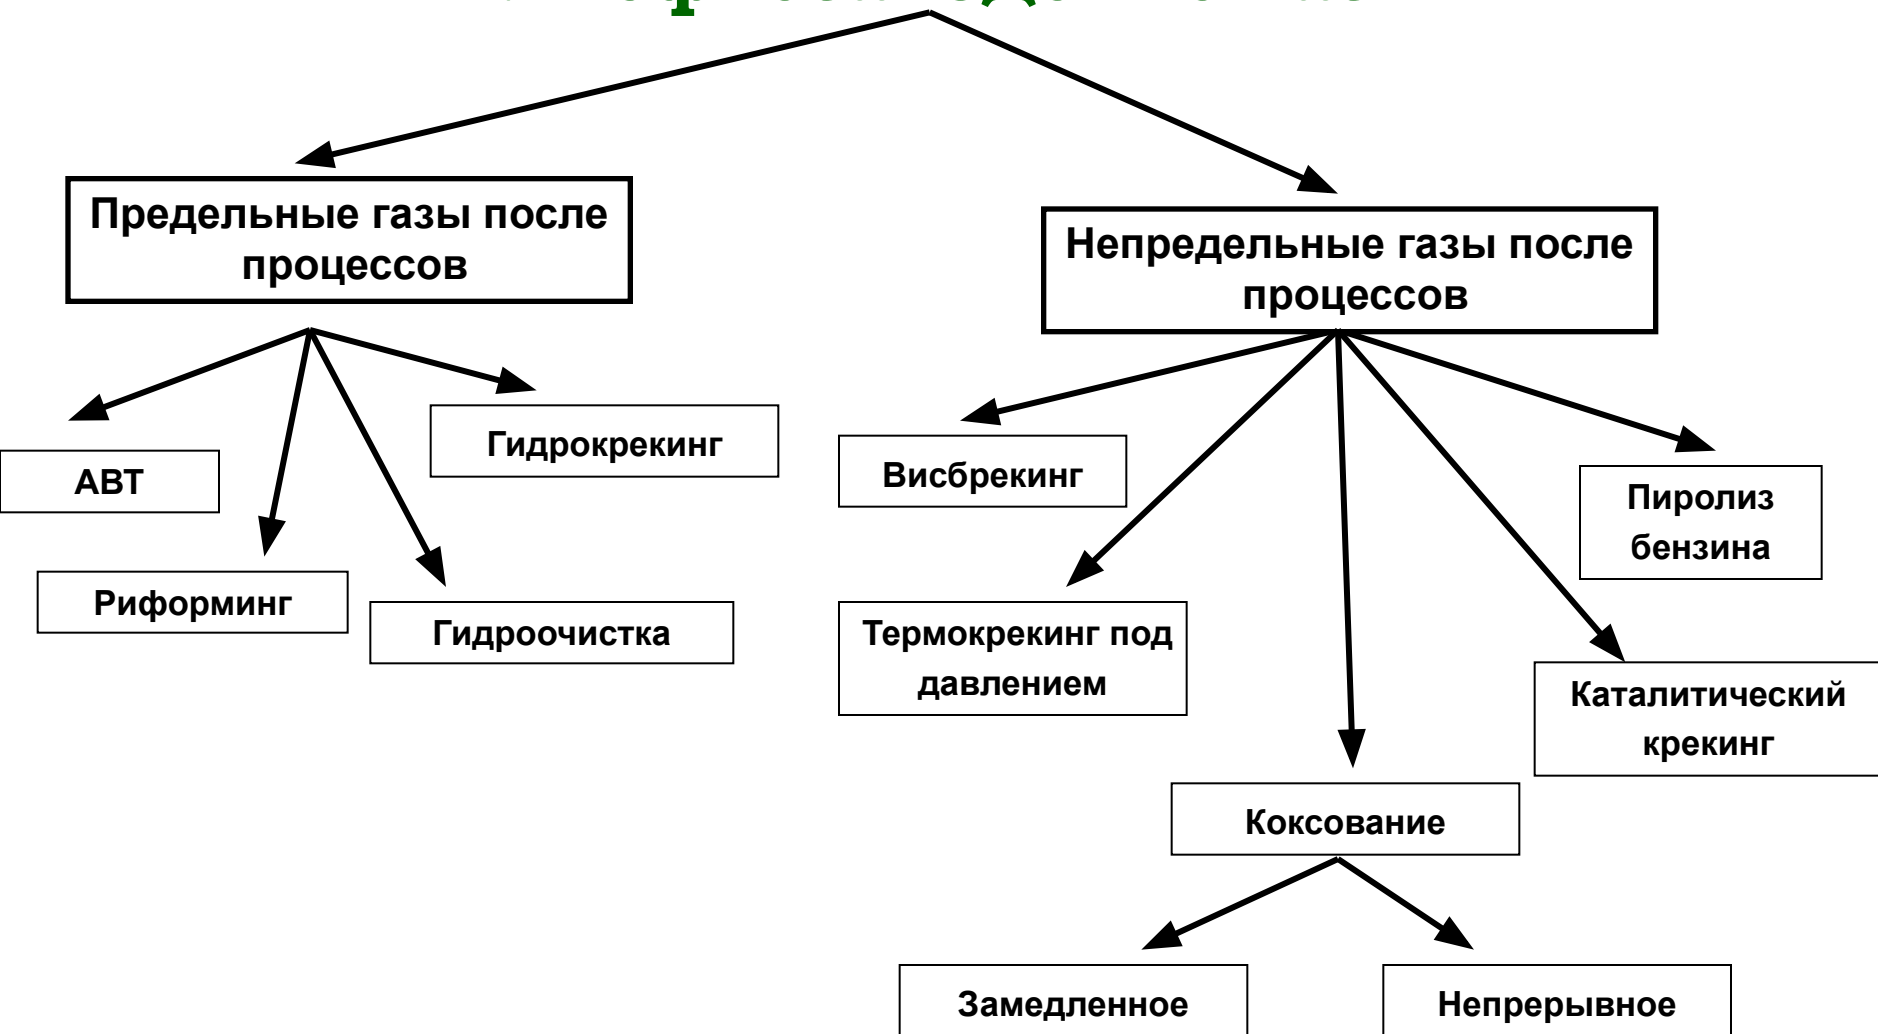 Предельные газы после
процессов
Непредельные газы после
процессов
АВТ
Гидрокрекинг
Риформинг
Гидроочистка
Висбрекинг
Пиролиз
бензина
Термокрекинг под
давлением
Каталитический
крекинг
Коксование
Замедленное
Непрерывное